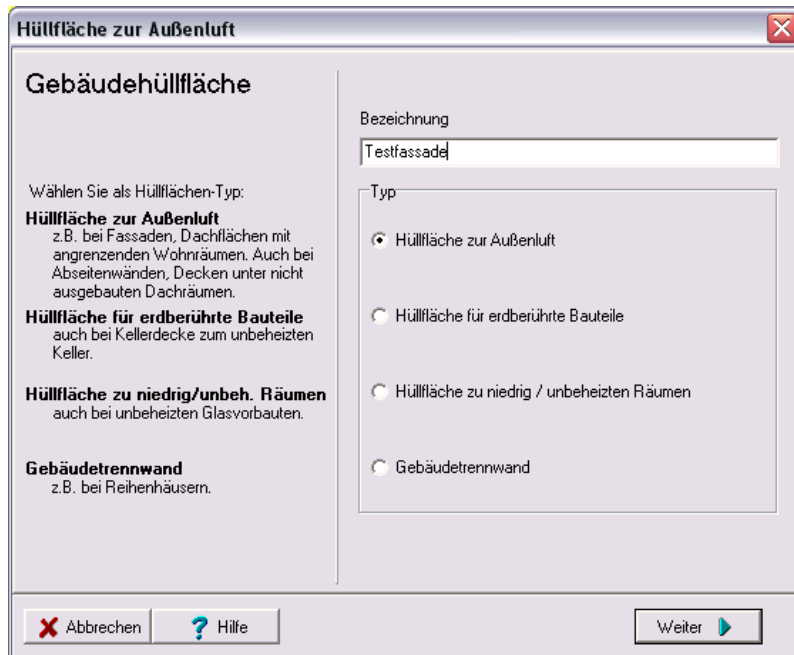 Hüllfläche zur Außenluft
Gebäudehüllfläche
Wählen Sie als Hüllflächen-Typ:
Hüllfläche zur Außenluft
z.B. bei Fassaden, Dachflächen mit
angrenzenden Wohnräumen. Auch bei
Abseitenwänden, Decken unter nicht
ausgebauten Dachräumen.
Hüllfläche für erdberührte Bauteile
auch bei Kellerdecke zum unbeheizten
Keller.
Hüllfläche zu niedrig/unbeh. Räumen
auch bei unbeheizten Glasvorbauten.
Gebäudetrennwand
z.B. bei Reihenhäusern.
Bezeichnung
Testfassade
Typ
Hüllfläche zur Außenluft
Hüllfläche für erdberührte Bauteile
Hüllfläche zu niedrig / unbeheizten Räumen
Gebäudetrennwand
Abbrechen
? Hilfe
Weiter